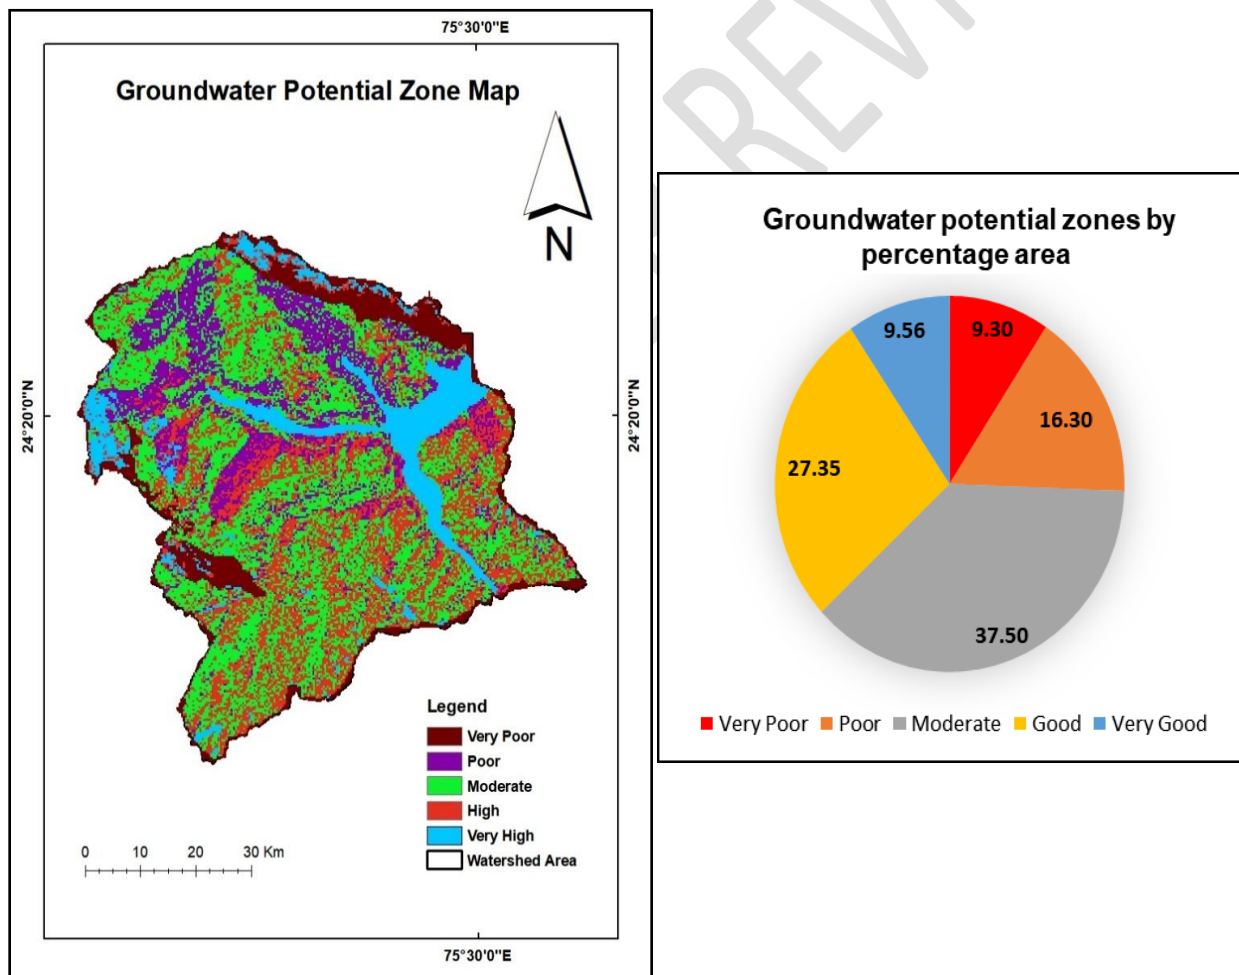 75°30'0"E
Groundwater Potential Zone Map
N
24°20'0"N
24°20'0"N
Legend
Very Poor
Poor
Moderate
High
Very High
Watershed Area
0 10 20 30 Km
75°30'0"E
REVI
Groundwater potential zones by
percentage area
9.56
9.30
16.30
27.35
37.50
Very Poor Poor Moderate Good Very Good